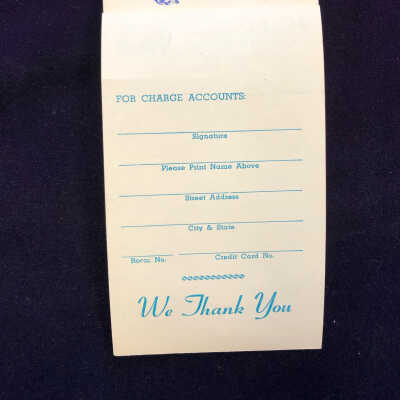 FOR CHARGE ACCOUNTS:
Signature
Please Print Name Above
Street Address
City & State
Room No. Credit Card No.
We Thank You